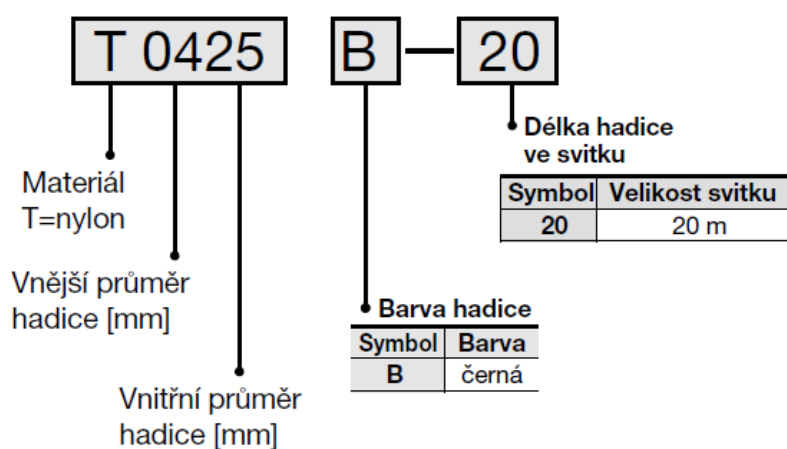 T 0425 B — 20
Délka hadice
ve svitku
Symbol Velikost svitku
20 20 m
Materiál
T=nylon
Vnější průměr
hadice [mm]
Barva hadice
Symbol Barva
B černá
Vnitřní průměr
hadice [mm]